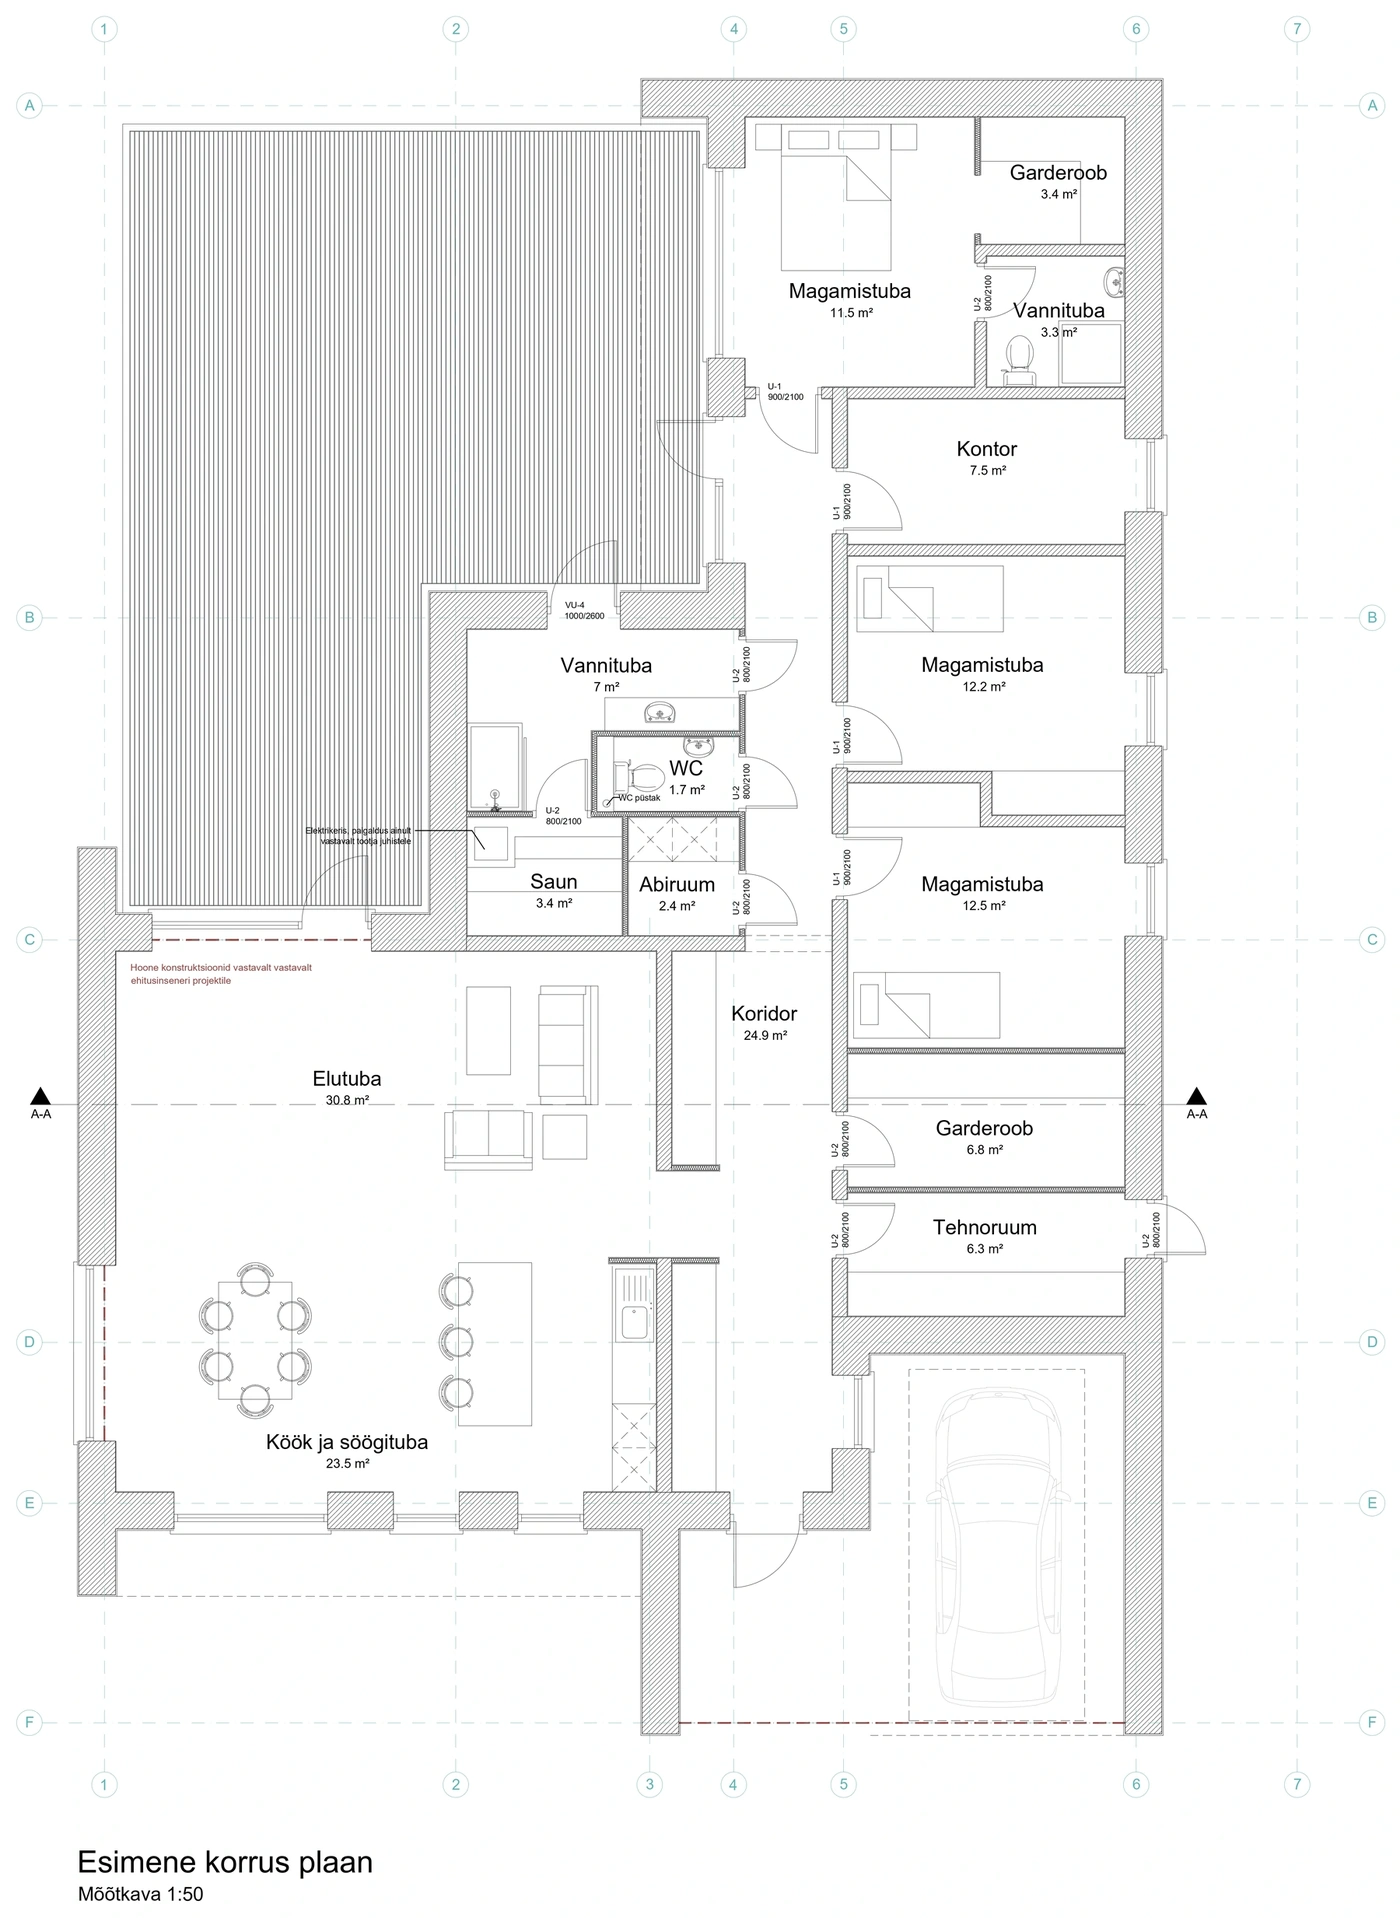 1
2
4
5
6
7
A
A
Garderoob
3.4 m²
Magamistuba
11.5 m²
U-2
800/2100
Vannituba
3.3 m²
U-1
900/2100
Kontor
7.5 m²
U-1
900/2100
VU-4
1000/2600
B
B
Vannituba
7 m²
U-2
800/2100
Magamistuba
12.2 m²
U-1
900/2100
WC
1.7 m²
WC püstak
U-2
800/2100
U-2
800/2100
Elektrikeris, paigaldus ainult
vastavalt tootja juhistele
Saun
3.4 m²
Abiruum
2.4 m²
U-2
800/2100
U-1
900/2100
Magamistuba
12.5 m²
C
C
Hoone konstruktsioonid vastavalt vastavalt
ehitusinseneri projektile
Koridor
24.9 m²
Elutuba
30.8 m²
A-A
A-A
Garderoob
6.8 m²
U-2
800/2100
Tehnoruum
6.3 m²
U-2
800/2100
U-2
800/2100
D
D
Köök ja söögituba
23.5 m²
E
E
F
F
1
2
3
4
5
6
7
Esimene korrus plaan
Mõõtkava 1:50